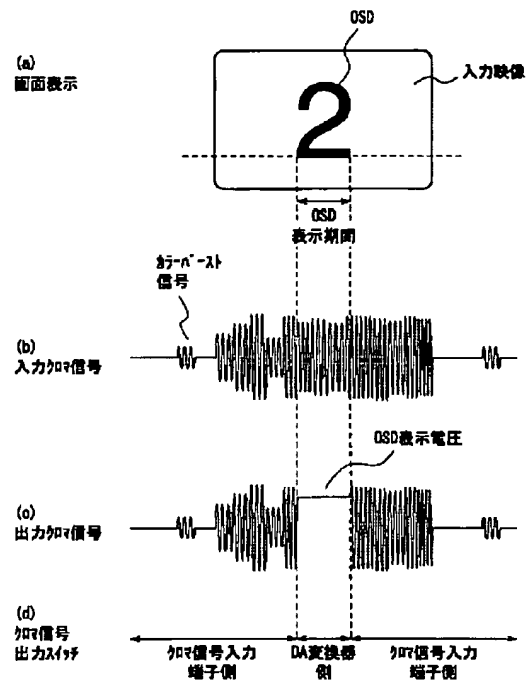 OSD
(a)
画面表示
入力映像
2
OSD
表示期間
ｶﾗｰﾊﾞｰｽﾄ
信号
(b)
入力ｸﾛﾏ信号
OSD表示電圧
(c)
出力ｸﾛﾏ信号
(d)
ｸﾛﾏ信号
出力ｽｲｯﾁ
ｸﾛﾏ信号入力
端子側
DA変換器
側
ｸﾛﾏ信号入力
端子側